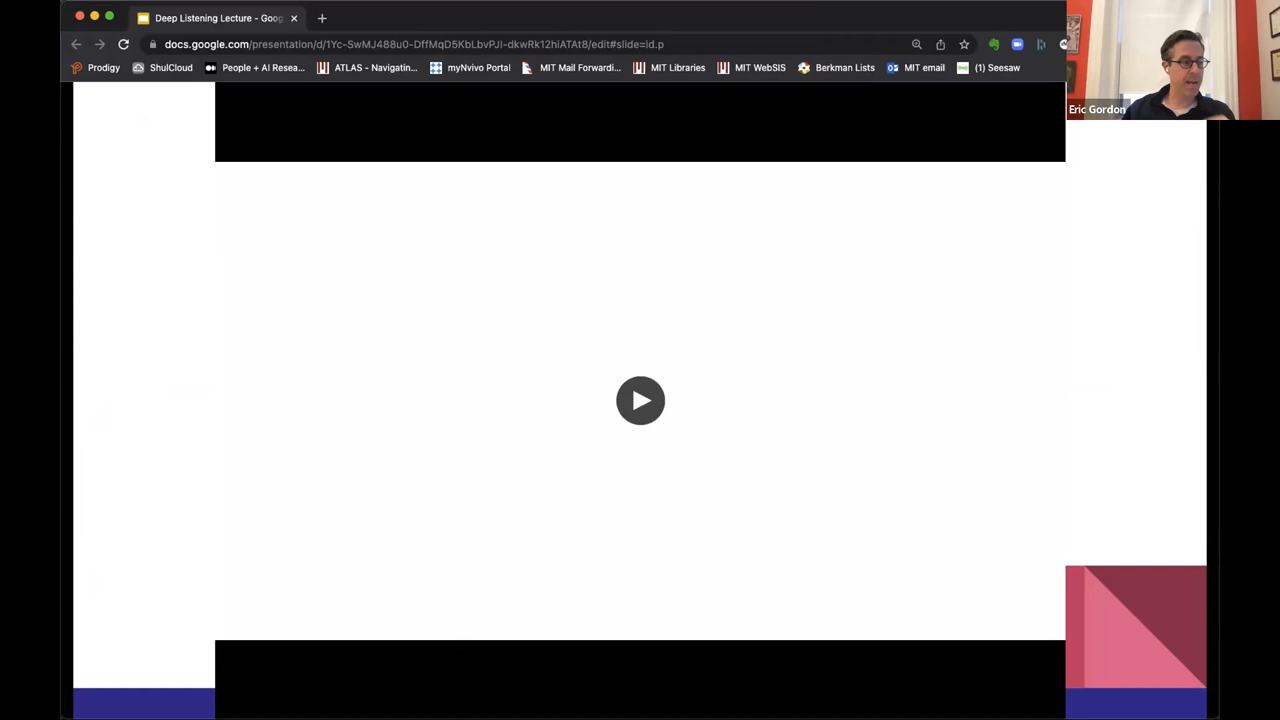 Deep Listening Lecture - Goog
docs.google.com/presentation/d/1Yc-SwMJ488u0-DffMqD5KbLbvPJI-dkwRk12hiATAt8/edit#slide=id.p
Prodigy ShulCloud People + AI Resea... ATLAS - Navigatin... myNvivo Portal MIT Mail Forwardi... MIT Libraries MIT WebSIS Berkman Lists MIT email (1) Seesaw
Eric Gordon